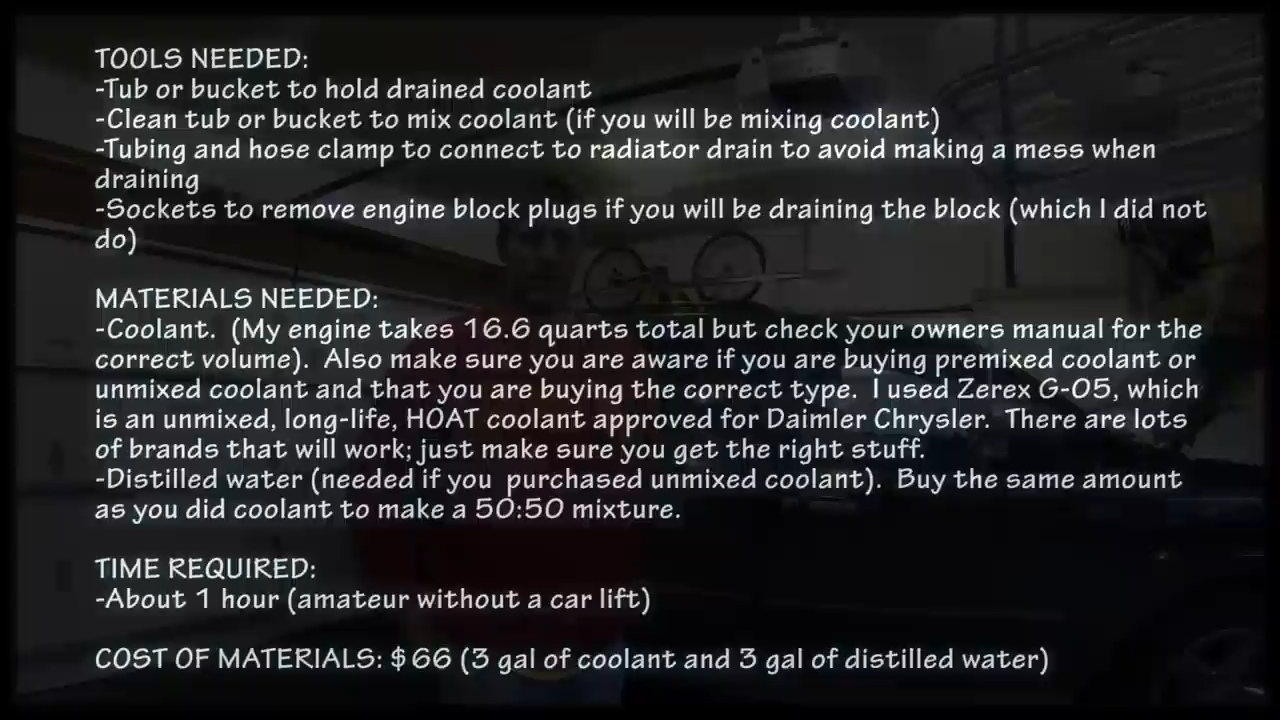 TOOLS NEEDED:
-Tub or bucket to hold drained coolant
-Clean tub or bucket to mix coolant (if you will be mixing coolant)
-Tubing and hose clamp to connect to radiator drain to avoid making a mess when
draining
-Sockets to remove engine block plugs if you will be draining the block (which I did not
do)
MATERIALS NEEDED:
-Coolant.  (My engine takes 16.6 quarts total but check your owners manual for the
correct volume).  Also make sure you are aware if you are buying premixed coolant or
unmixed coolant and that you are buying the correct type.  I used Zerex G-05, which
is an unmixed, long-life, HOAT coolant approved for Daimler Chrysler.  There are lots
of brands that will work; just make sure you get the right stuff.
-Distilled water (needed if you  purchased unmixed coolant).  Buy the same amount
as you did coolant to make a 50:50 mixture.
TIME REQUIRED:
-About 1 hour (amateur without a car lift)
COST OF MATERIALS: $66 (3 gal of coolant and 3 gal of distilled water)